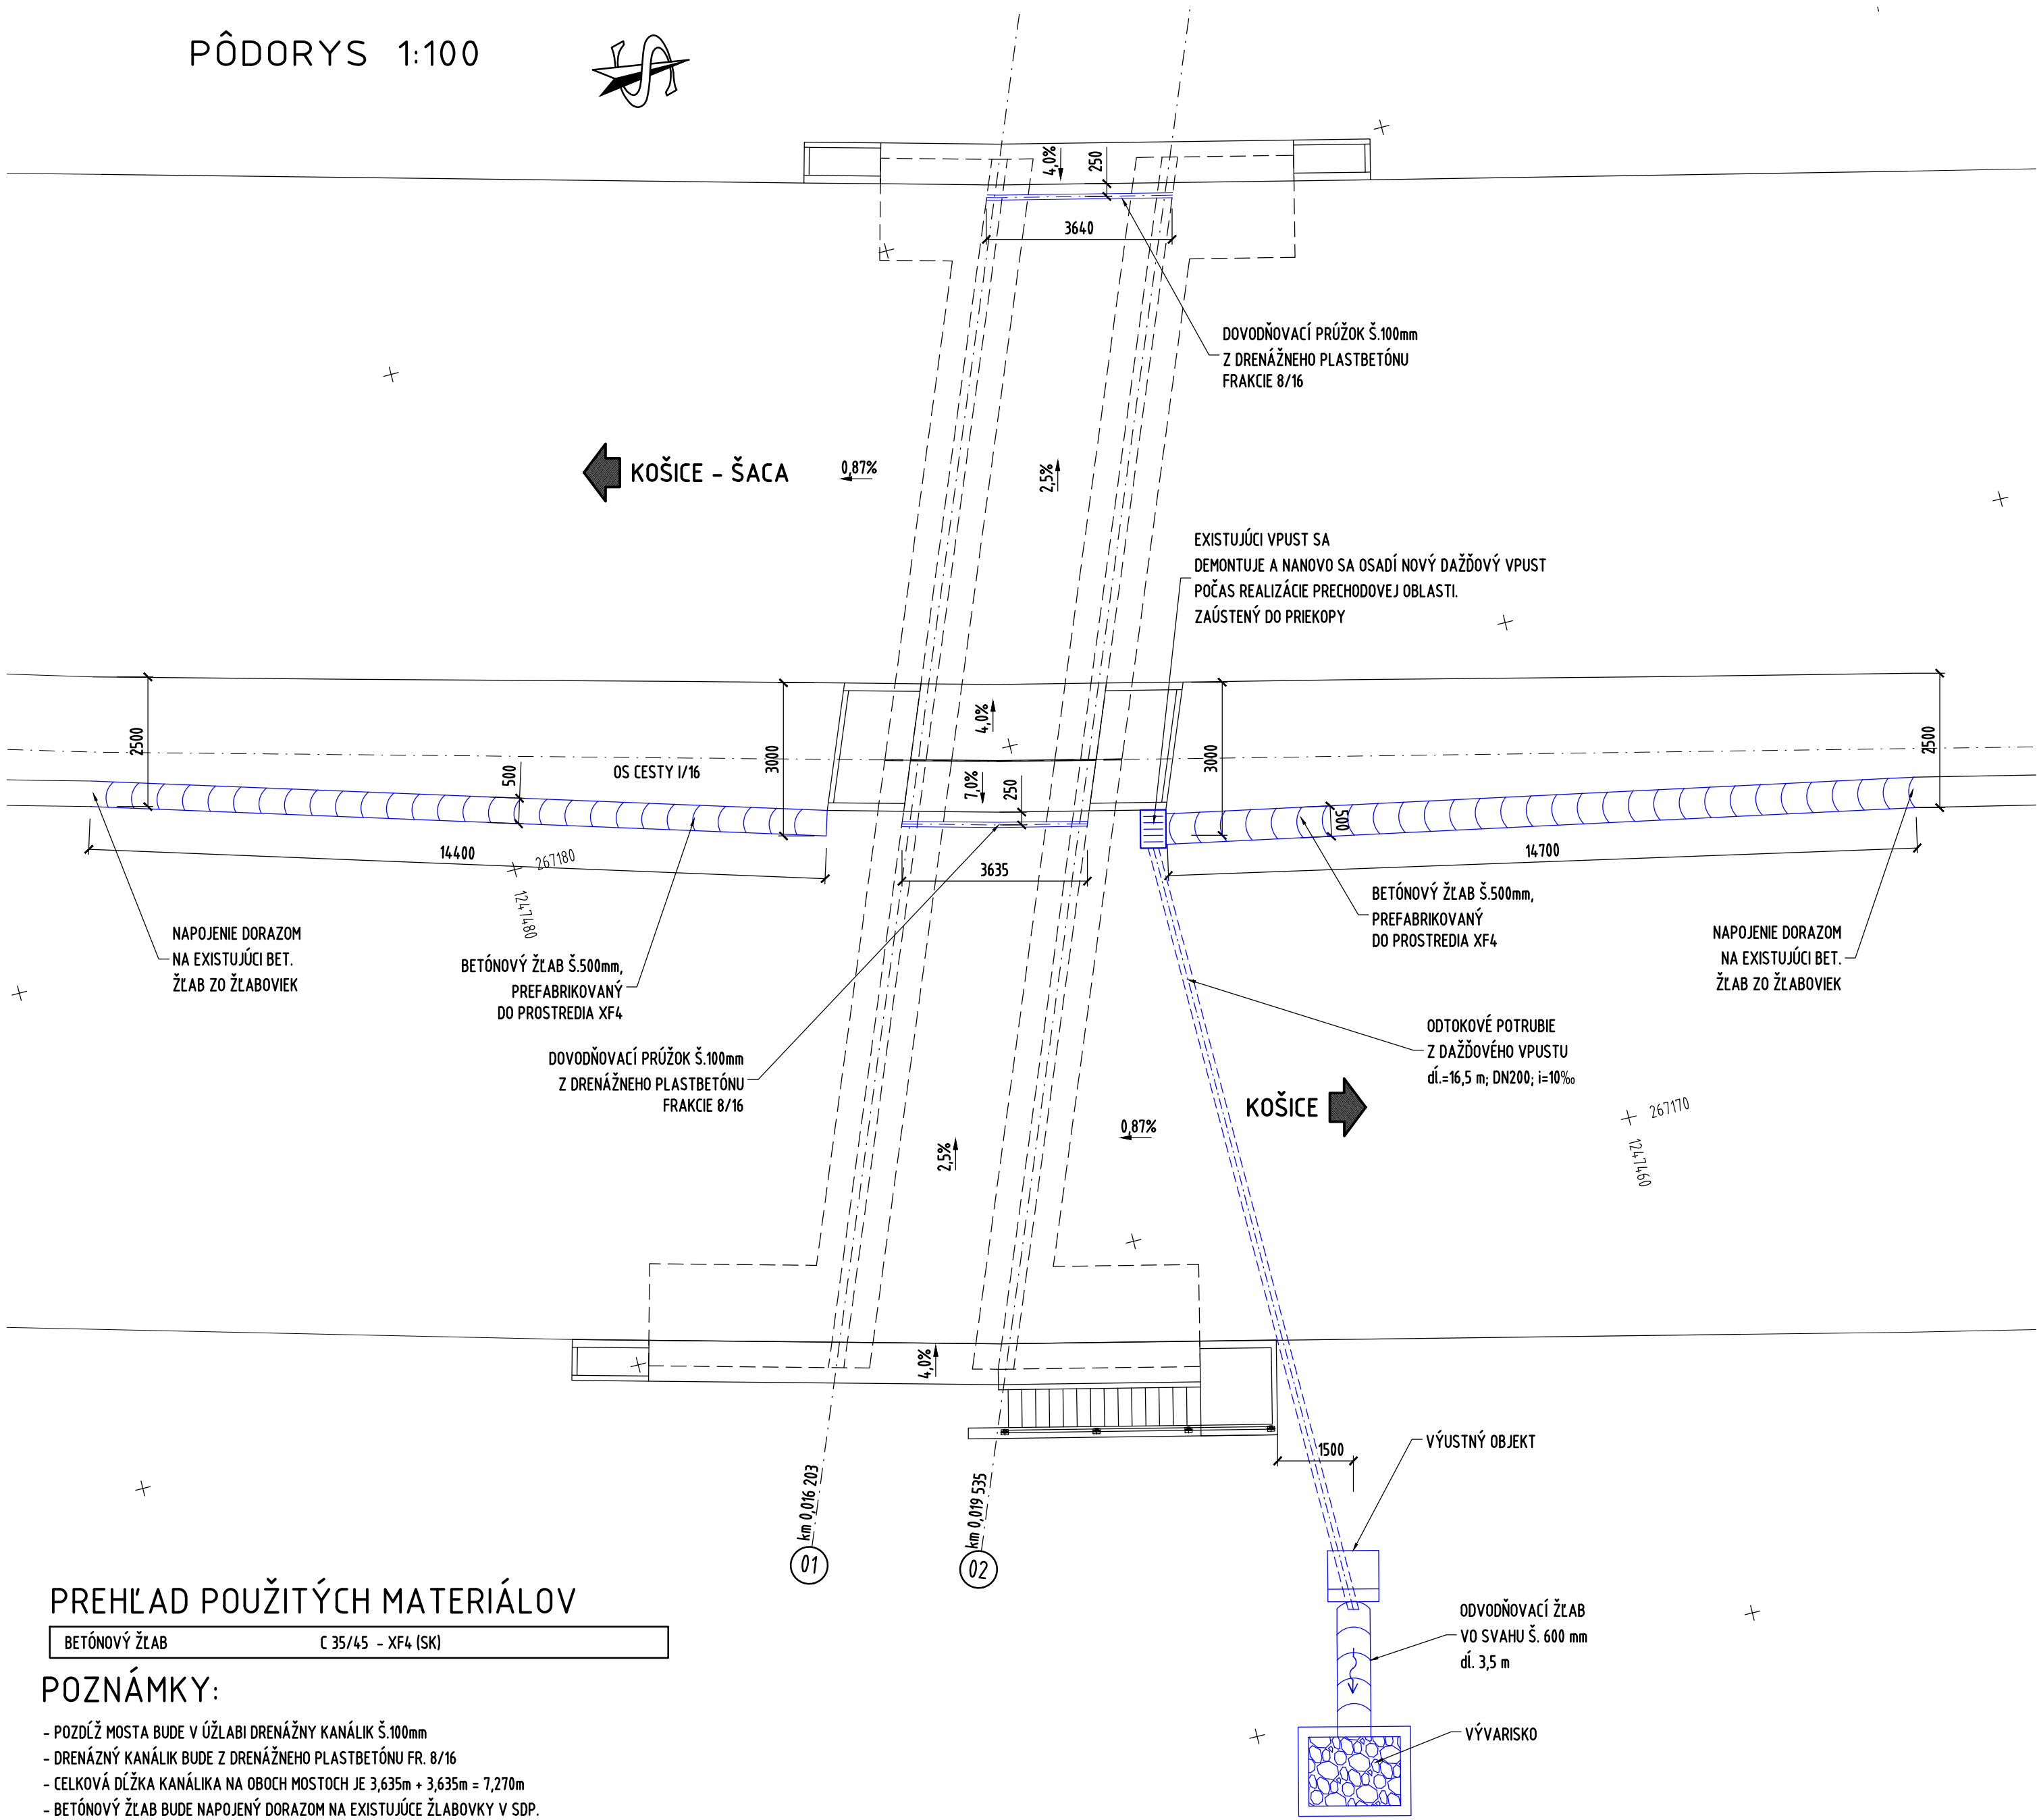 PÔDORYS 1:100
4,0%
250
3640
DOVODŇOVACÍ PRÚŽOK Š.100mm
Z DRENÁŽNEHO PLASTBETÓNU
FRAKCIE 8/16
KOŠICE - ŠACA
0,87%
2,5%
EXISTUJÚCI VPUST SA
DEMONTUJE A NANOVO SA OSADÍ NOVÝ DAŽĎOVÝ VPUST
POČAS REALIZÁCIE PRECHODOVEJ OBLASTI.
ZAÚSTENÝ DO PRIEKOPY
2500
500
OS CESTY I/16
3000
4,0%
7,0%
250
3000
500
2500
14400
267180
1247480
3635
14700
NAPOJENIE DORAZOM
NA EXISTUJÚCI BET.
ŽĽAB ZO ŽĽABOVIEK
BETÓNOVÝ ŽĽAB Š.500mm,
PREFABRIKOVANÝ
DO PROSTREDIA XF4
BETÓNOVÝ ŽĽAB Š.500mm,
PREFABRIKOVANÝ
DO PROSTREDIA XF4
NAPOJENIE DORAZOM
NA EXISTUJÚCI BET.
ŽĽAB ZO ŽĽABOVIEK
DOVODŇOVACÍ PRÚŽOK Š.100mm
Z DRENÁŽNEHO PLASTBETÓNU
FRAKCIE 8/16
ODTOKOVÉ POTRUBIE
Z DAŽĎOVÉHO VPUSTU
dĺ.=16,5 m; DN200; i=10‰
KOŠICE
267170
1247460
0,87%
2,5%
4,0%
1500
VÝUSTNÝ OBJEKT
km 0,016 203
01
km 0,019 535
02
ODVODŇOVACÍ ŽĽAB
VO SVAHU Š. 600 mm
dĺ. 3,5 m
VÝVARISKO
PREHĽAD POUŽITÝCH MATERIÁLOV
BETÓNOVÝ ŽĽAB C 35/45 - XF4 (SK)
POZNÁMKY:
- POZDĹŽ MOSTA BUDE V ÚŽLABI DRENÁŽNY KANÁLIK Š.100mm
- DRENÁZNÝ KANÁLIK BUDE Z DRENÁŽNEHO PLASTBETÓNU FR. 8/16
- CELKOVÁ DĹŽKA KANÁLIKA NA OBOCH MOSTOCH JE 3,635m + 3,635m = 7,270m
- BETÓNOVÝ ŽĽAB BUDE NAPOJENÝ DORAZOM NA EXISTUJÚCE ŽLABOVKY V SDP.